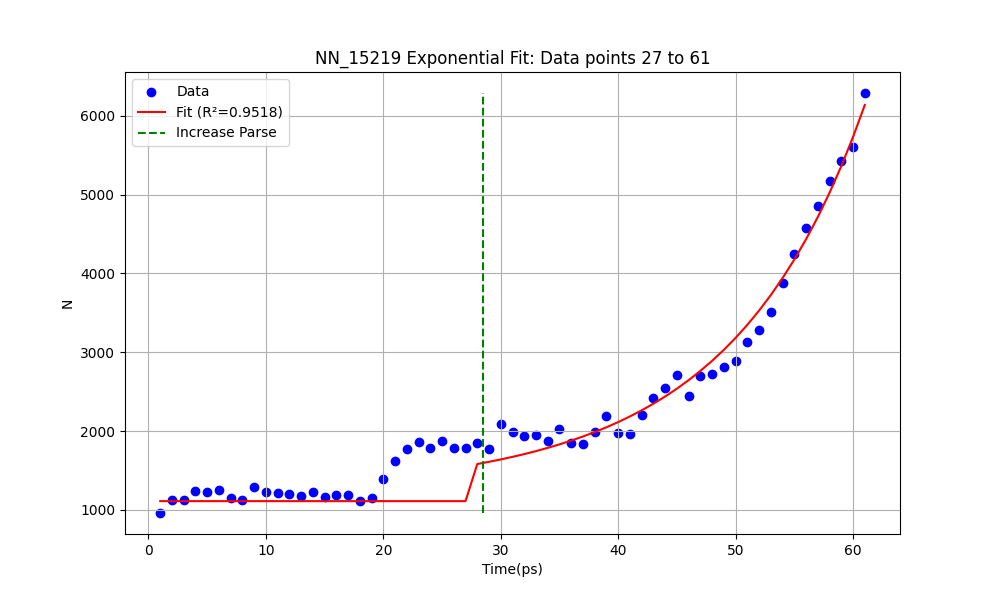 NN_15219 Exponential Fit: Data points 27 to 61
Data
Fit (R²=0.9518)
Increase Parse
6000
5000
4000
3000
2000
1000
N
0
10
20
30
40
50
60
Time(ps)